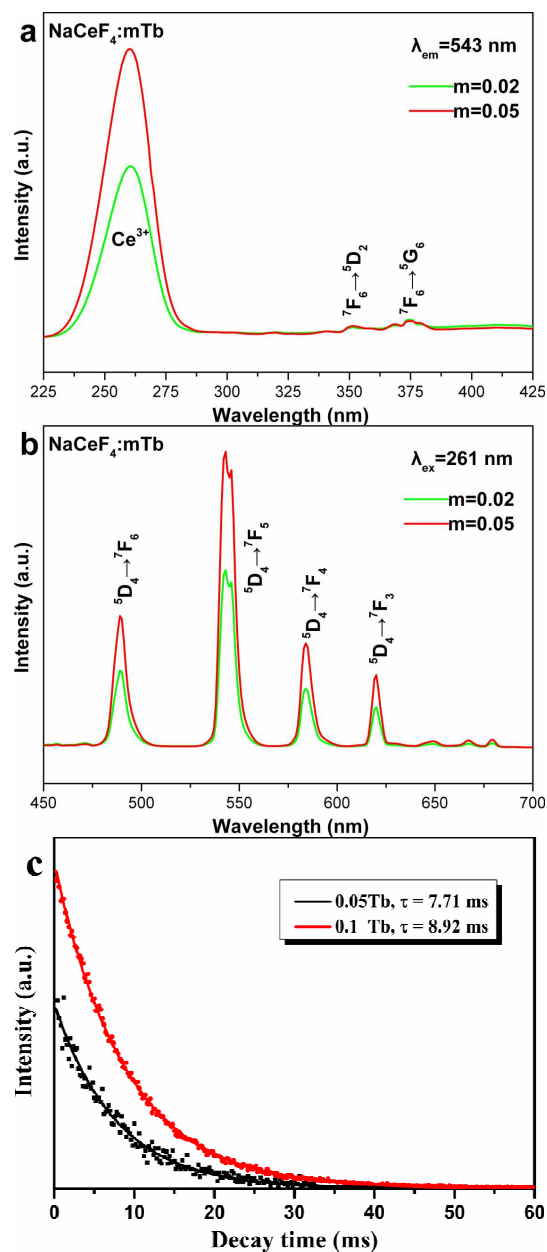 a
NaCeF₄:mTb
λem=543 nm
m=0.02
m=0.05
Ce³⁺
⁷F₆→⁵D₂
⁷F₆→⁵G₆
Intensity (a.u.)
225 250 275 300 325 350 375 400 425
Wavelength (nm)
b
NaCeF₄:mTb
λex=261 nm
m=0.02
m=0.05
⁵D₄→⁷F₆
⁵D₄→⁷F₅
⁵D₄→⁷F₄
⁵D₄→⁷F₃
Intensity (a.u.)
450 500 550 600 650 700
Wavelength (nm)
c
0.05Tb, τ = 7.71 ms
0.1 Tb, τ = 8.92 ms
Intensity (a.u.)
0 10 20 30 40 50 60
Decay time (ms)